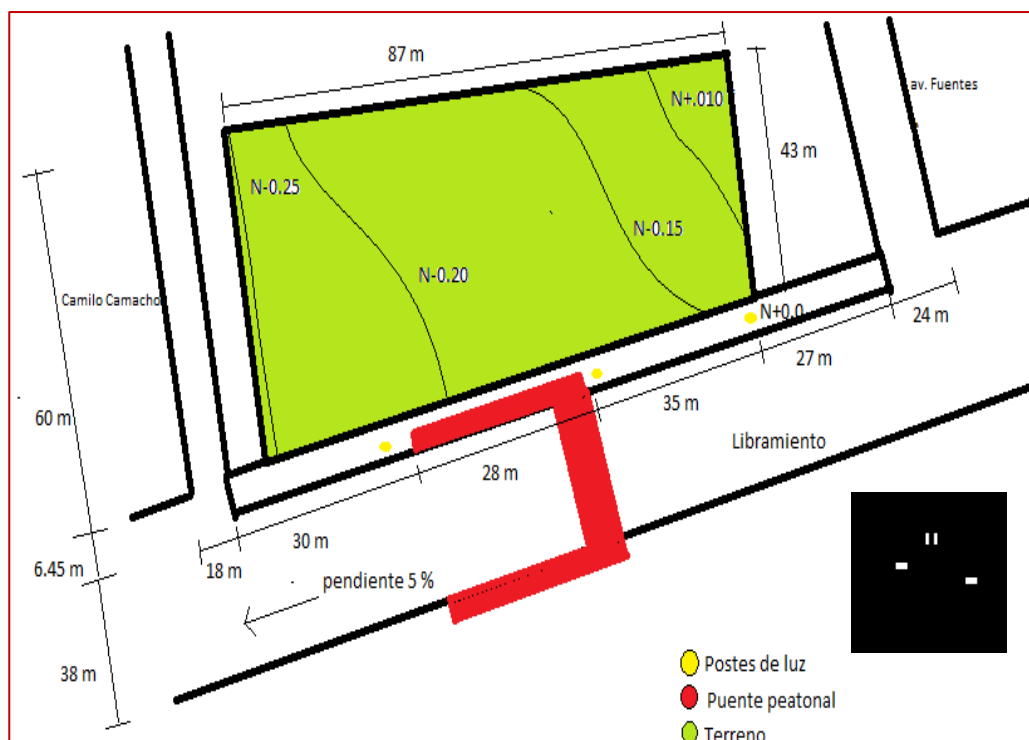 87 m
av. Fuentes
N+.010
43 m
N-0.25
N-0.15
N-0.20
Camilo Camacho
N+0.0
24 m
27 m
35 m
60 m
Libramiento
28 m
30 m
6.45 m
18 m
pendiente 5 %
38 m
Postes de luz
Puente peatonal
Terreno